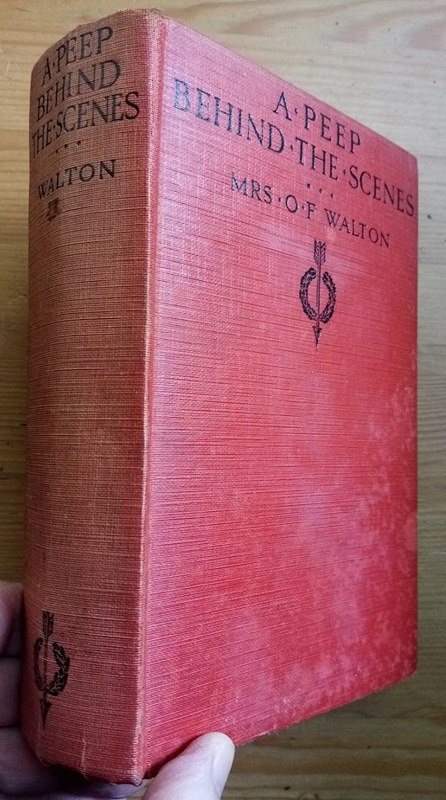 A·PEEP
BEHIND
THE·SCENES
···
WALTON
A·PEEP
BEHIND·THE·SCENES
···
MRS·O·F WALTON